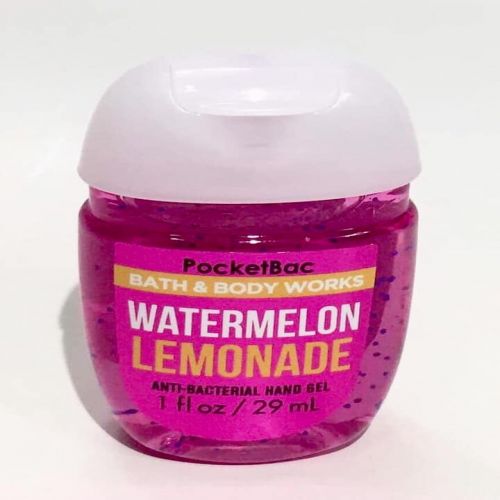 PocketBac
BATH & BODY WORKS
WATERMELON
LEMONADE
ANTI-BACTERIAL HAND GEL
1 fl oz / 29 mL